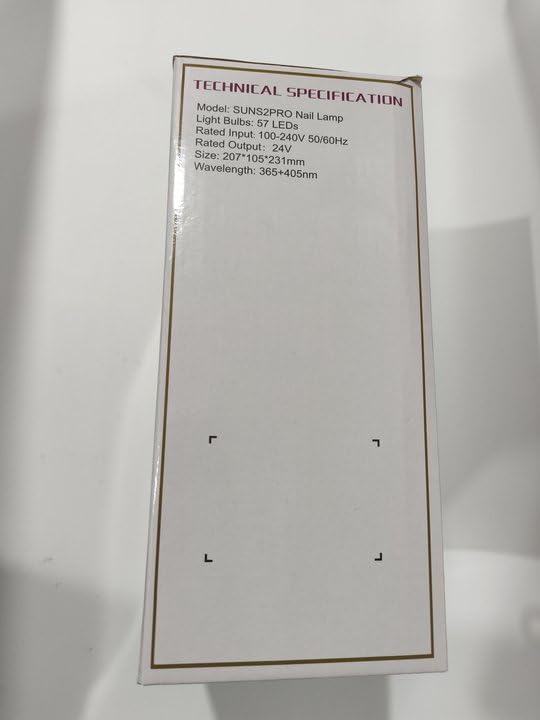 TECHNICAL SPECIFICATION
Model: SUNS2PRO Nail Lamp
Light Bulbs: 57 LEDs
Rated Input: 100-240V 50/60Hz
Rated Output: 24V
Size: 207*105*231mm
Wavelength: 365+405nm